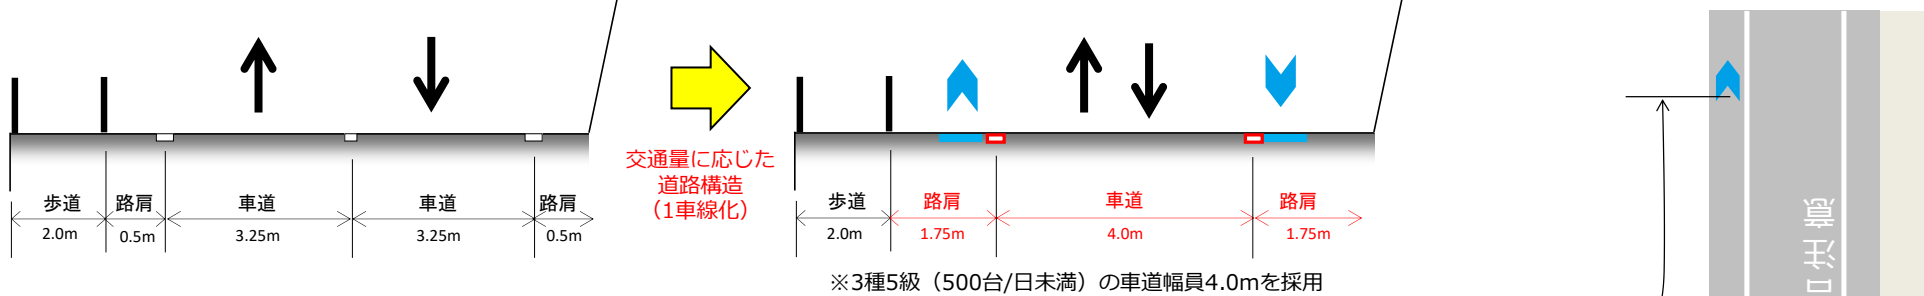 歩道 路肩 車道 車道 路肩
2.0m 0.5m 3.25m 3.25m 0.5m
交通量に応じた
道路構造
（1車線化）
歩道 路肩 車道 路肩
2.0m 1.75m 4.0m 1.75m
※3種5級（500台/日未満）の車道幅員4.0mを採用
意
注